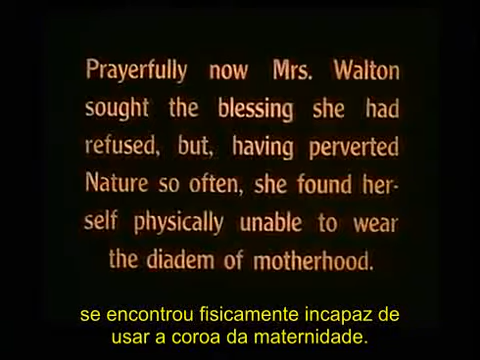 Prayerfully now Mrs. Walton
sought the blessing she had
refused, but, having perverted
Nature so often, she found her-
self physically unable to wear
the diadem of motherhood.
se encontrou fisicamente incapaz de
usar a coroa da maternidade.